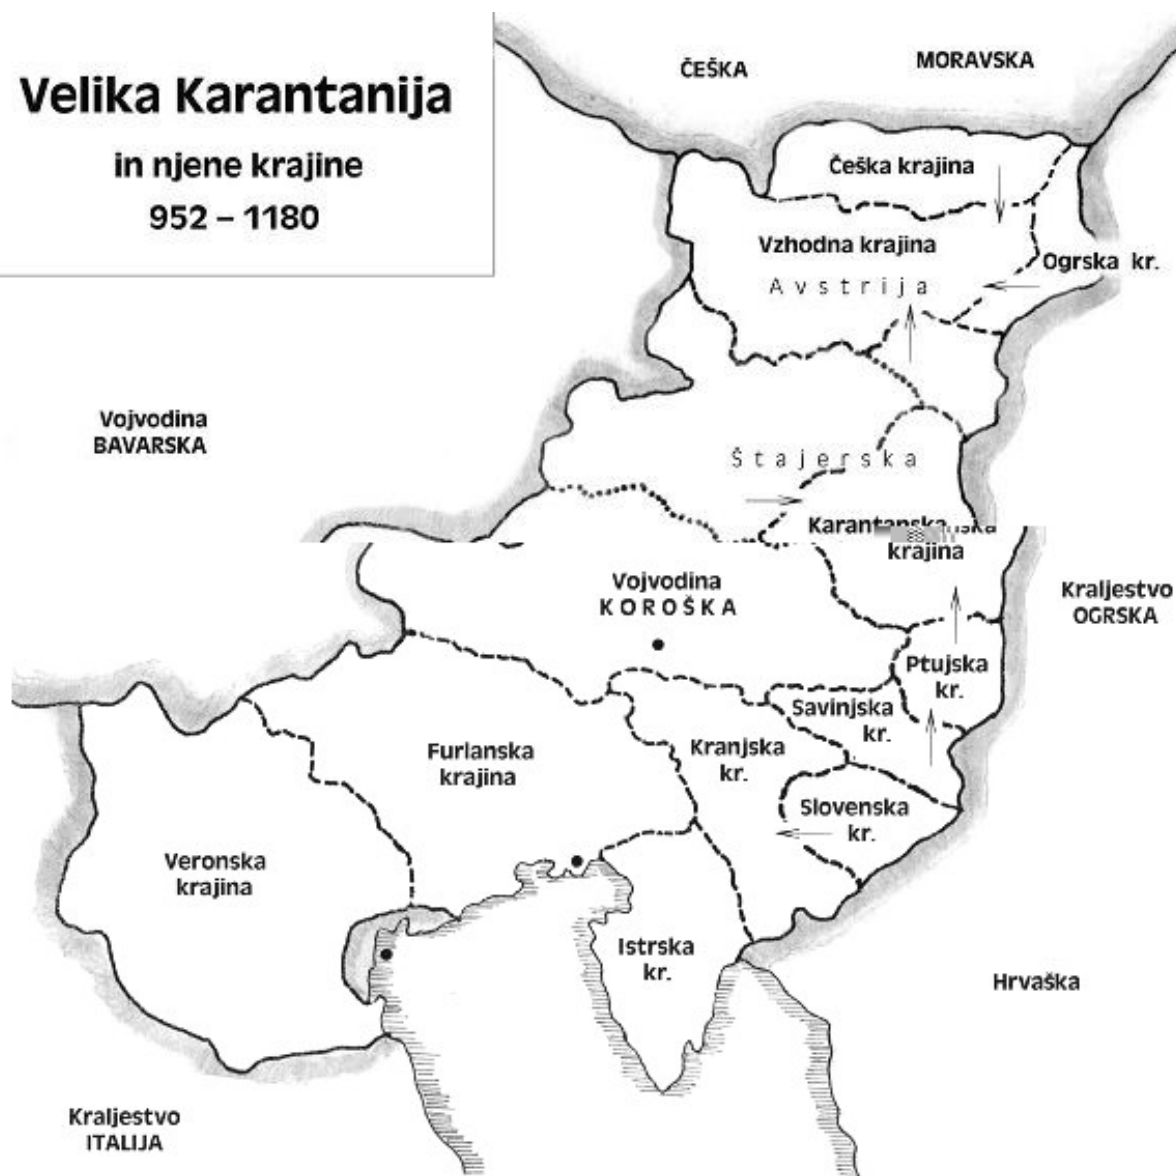 Velika Karantanija
in njene krajine
952 – 1180
ČEŠKA
MORAVSKA
Češka krajina
Vzhodna krajina
Ogrska kr.
Avstrija
Vojvodina
BAVARSKA
Štajerska
Karantanska
krajina
Vojvodina
KOROŠKA
Kraljestvo
OGRSKA
Ptujska
kr.
Savinjska
kr.
Furlanska
krajina
Kranjska
kr.
Slovenska
kr.
Veronska
krajina
Istrska
kr.
Hrvaška
Kraljestvo
ITALIJA